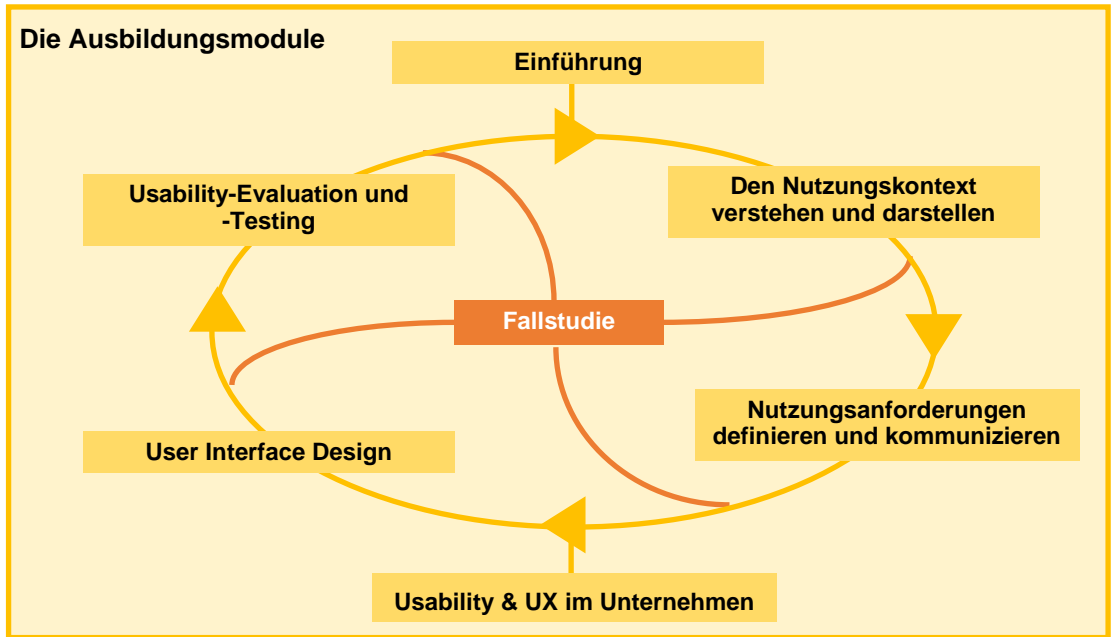 Die Ausbildungsmodule
Einführung
Usability-Evaluation und
-Testing
Den Nutzungskontext
verstehen und darstellen
Fallstudie
User Interface Design
Nutzungsanforderungen
definieren und kommunizieren
Usability & UX im Unternehmen